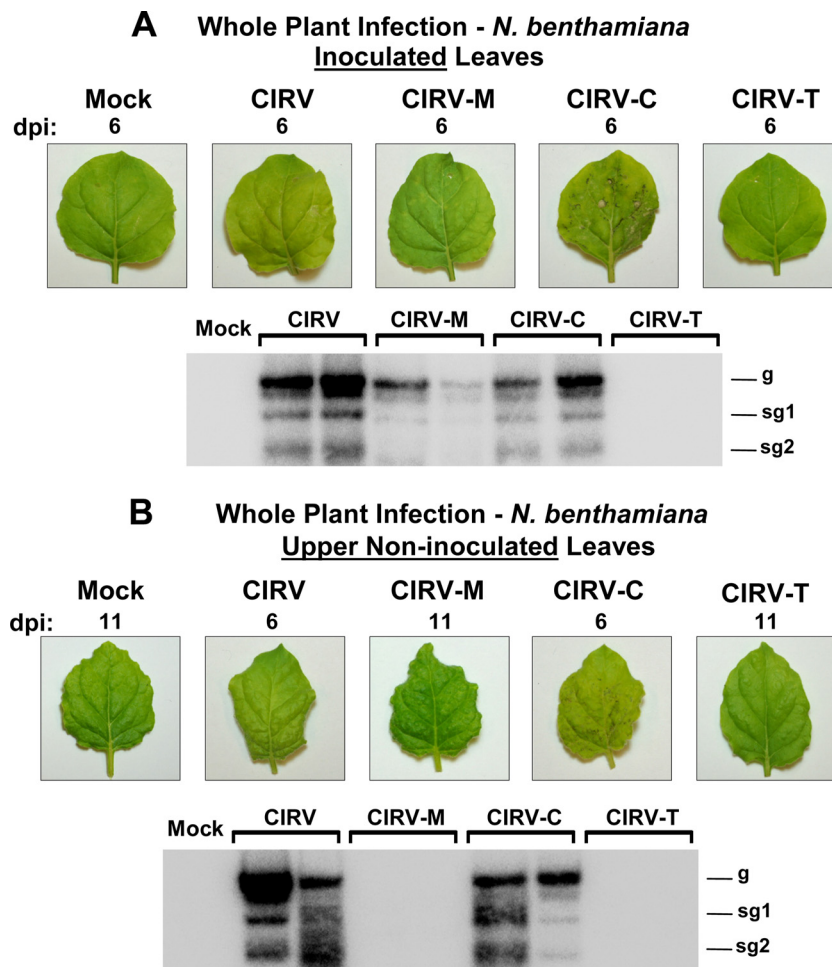 A Whole Plant Infection - N. benthamiana
Inoculated Leaves
Mock CIRV CIRV-M CIRV-C CIRV-T
dpi: 6 6 6 6 6
Mock CIRV CIRV-M CIRV-C CIRV-T
g
sg1
sg2
B Whole Plant Infection - N. benthamiana
Upper Non-inoculated Leaves
Mock CIRV CIRV-M CIRV-C CIRV-T
dpi: 11 6 11 6 11
Mock CIRV CIRV-M CIRV-C CIRV-T
g
sg1
sg2